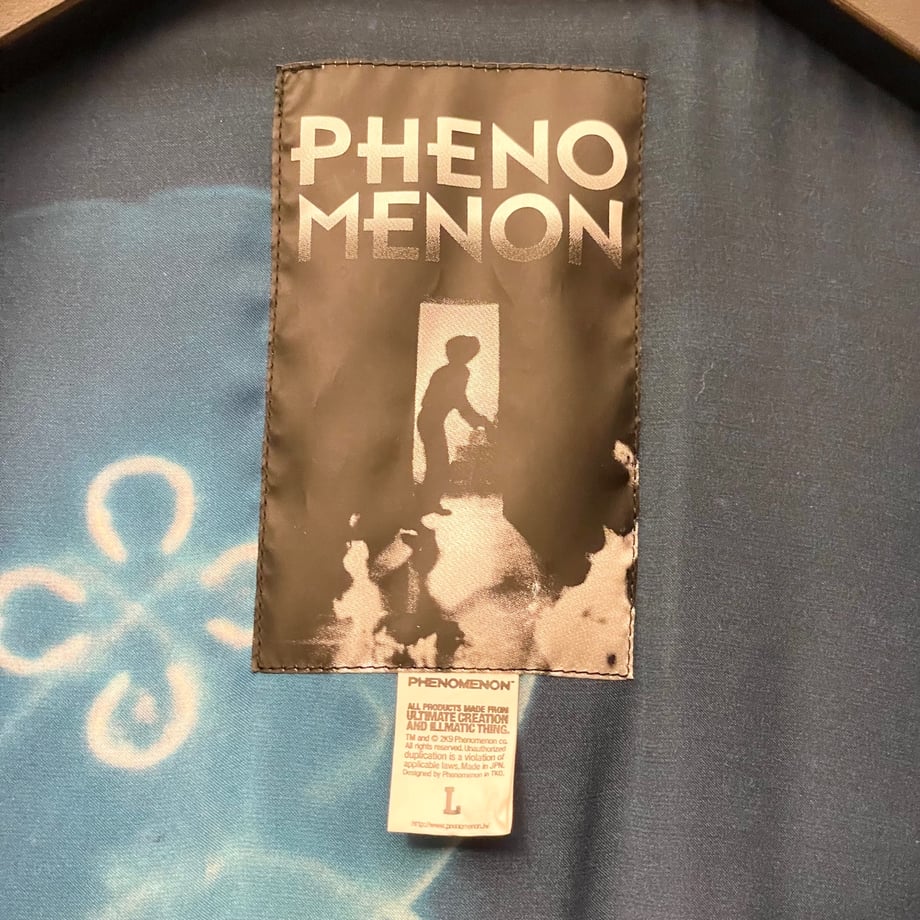 PHENO
MENON
PHENOMENON™
ALL PRODUCTS MADE FROM
ULTIMATE CREATION
AND ILLMATIC THING.
TM and © 2K9 Phenomenon co.
All rights reserved. Unauthorized
duplication is a violation of
applicable laws. Made in JPN.
Designed by Phenomenon in TKO.
L